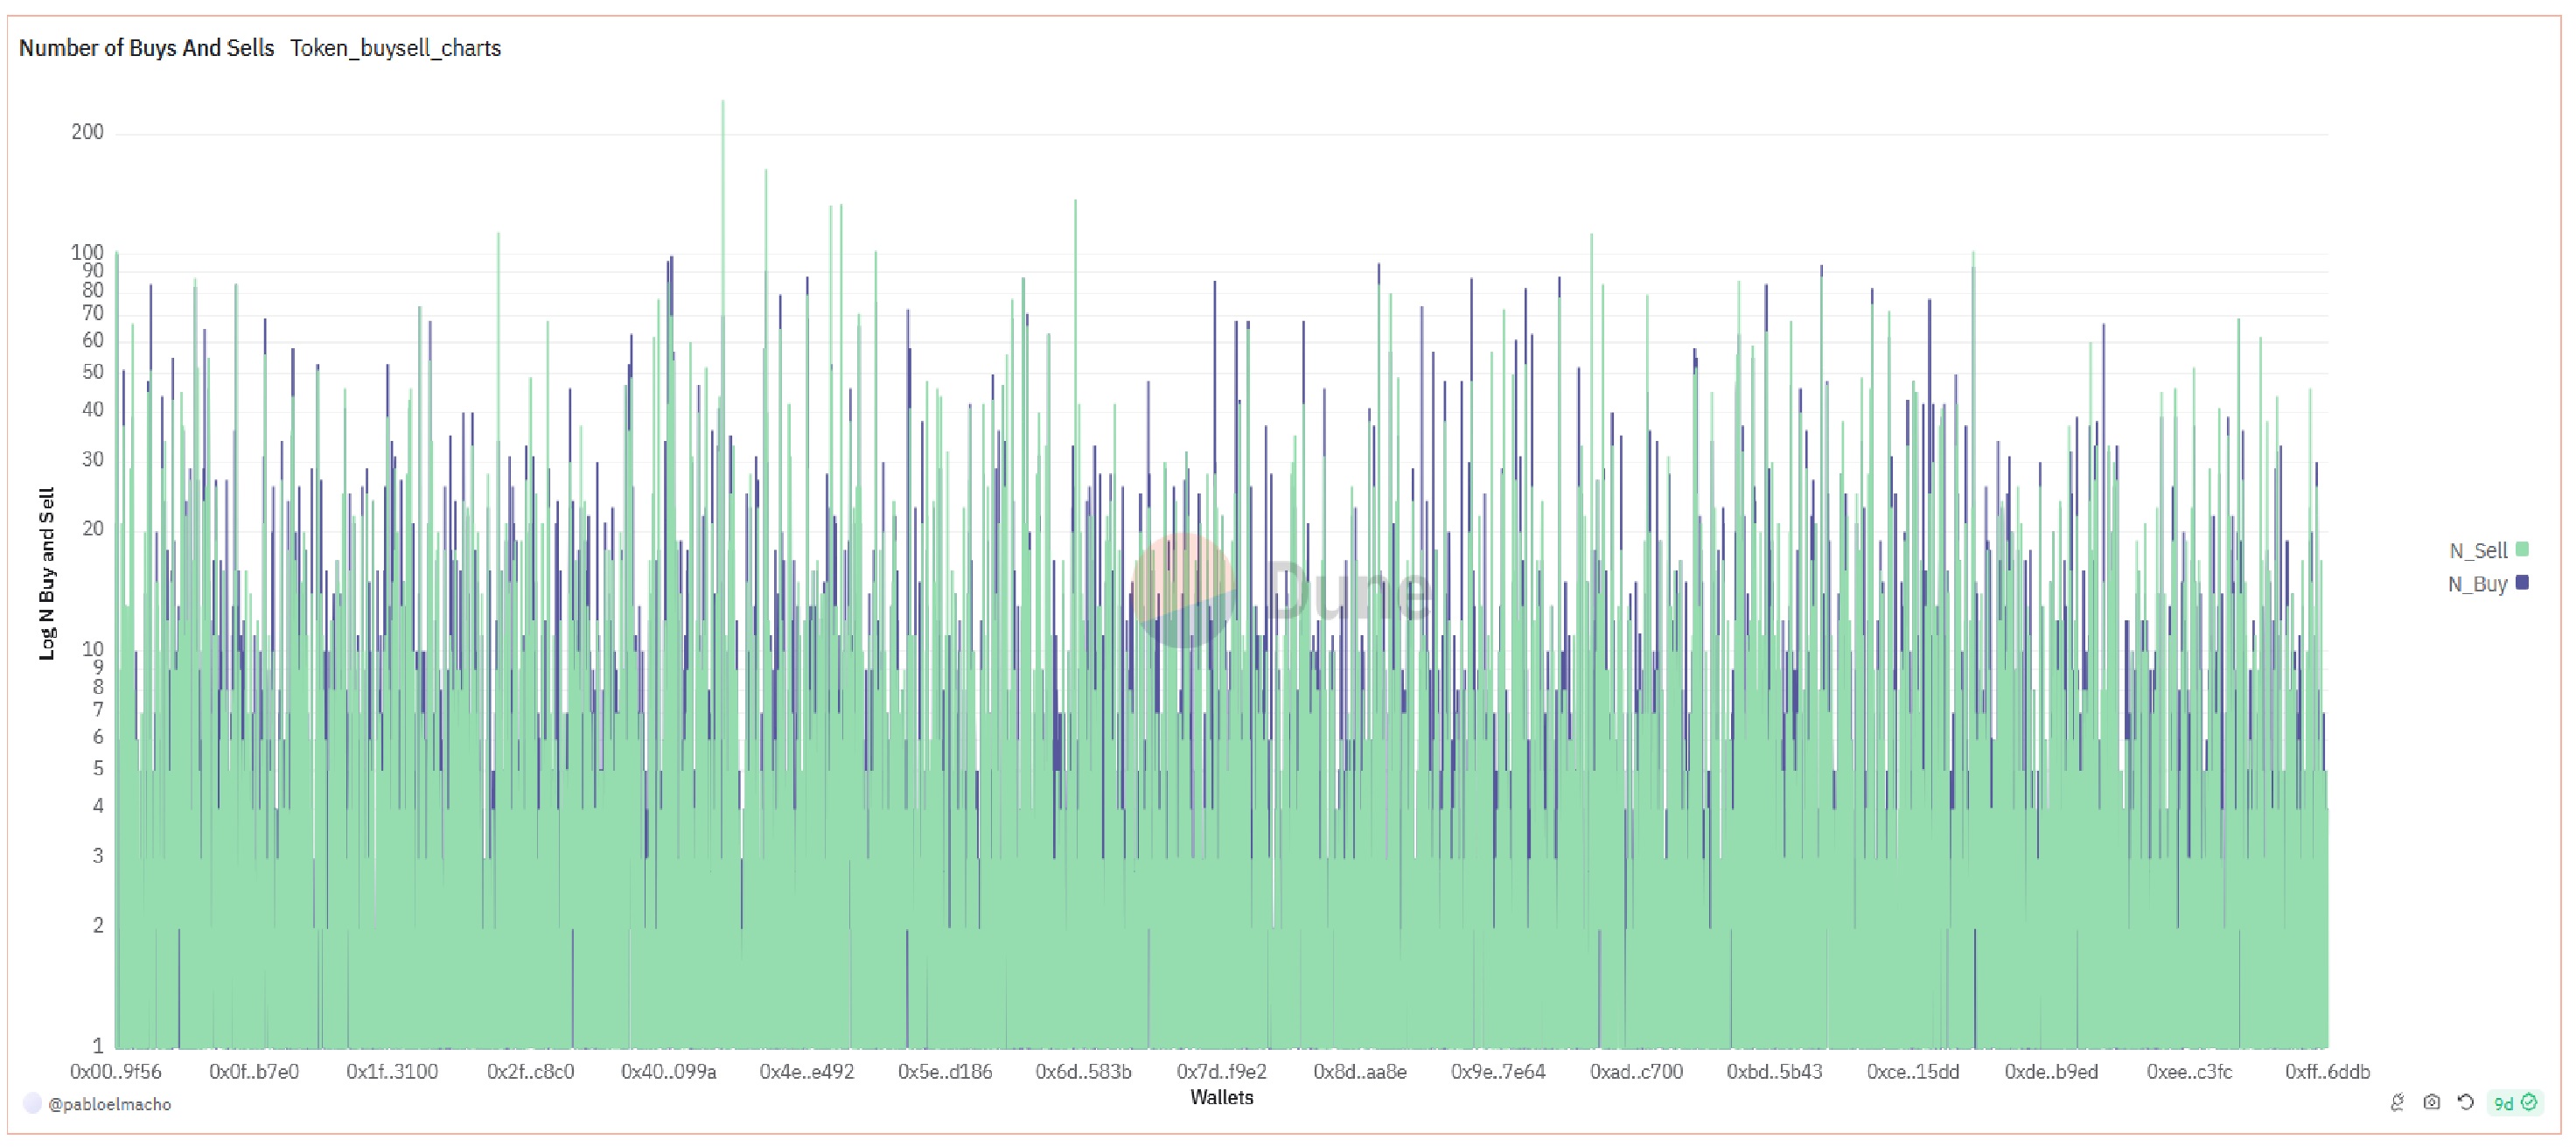 Number of Buys And Sells Token_buysell_charts
200
100
90
80
70
60
50
40
30
20
10
9
8
7
6
5
4
3
2
1
Log N Buy and Sell
Dune
N_Sell
N_Buy
0x00..9f56 0x0f..b7e0 0x1f..3100 0x2f..c8c0 0x40..099a 0x4e..e492 0x5e..d186 0x6d..583b 0x7d..f9e2 0x8d..aa8e 0x9e..7e64 0xad..c700 0xbd..5b43 0xce..15dd 0xde..b9ed 0xee..c3fc 0xff..6ddb
Wallets
@pabloelmacho
9d